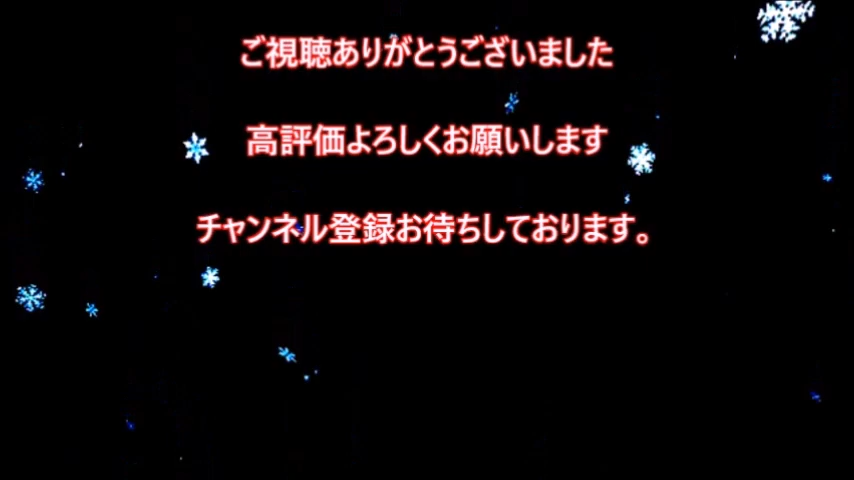 ご視聴ありがとうございました
高評価よろしくお願いします
チャンネル登録お待ちしております。